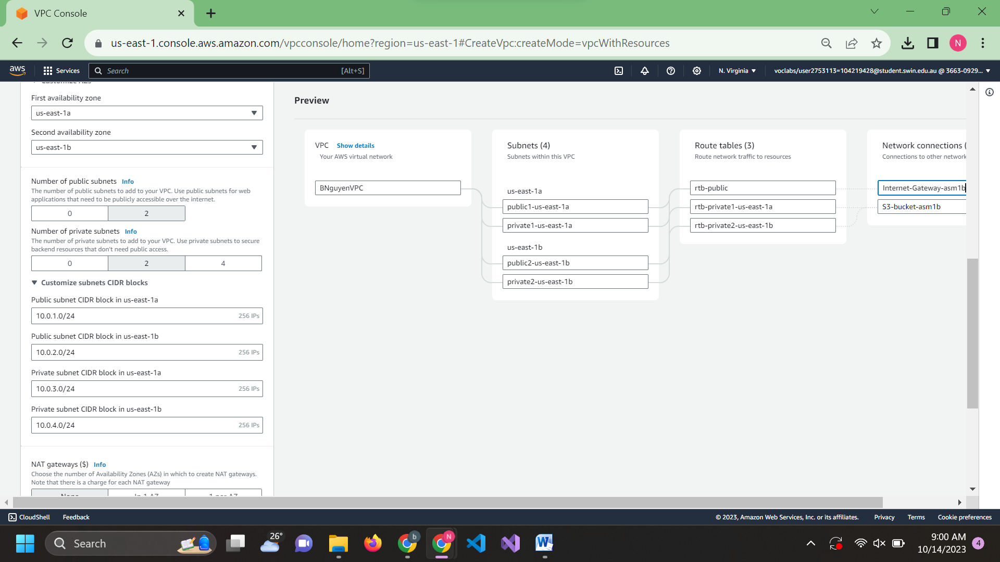 VPC Console
us-east-1.console.aws.amazon.com/vpcconsole/home?region=us-east-1#CreateVpc:createMode=vpcWithResources
N
aws
Services
Search
[Alt+S]
N. Virginia
voclabs/user2753113=104219428@student.swin.edu.au @ 3663-0929...
Customize AZs
First availability zone
us-east-1a
Second availability zone
us-east-1b
Number of public subnets Info
The number of public subnets to add to your VPC. Use public subnets for web
applications that need to be publicly accessible over the internet.
0 2
Number of private subnets Info
The number of private subnets to add to your VPC. Use private subnets to secure
backend resources that don't need public access.
0 2 4
Customize subnets CIDR blocks
Public subnet CIDR block in us-east-1a
10.0.1.0/24 256 IPs
Public subnet CIDR block in us-east-1b
10.0.2.0/24 256 IPs
Private subnet CIDR block in us-east-1a
10.0.3.0/24 256 IPs
Private subnet CIDR block in us-east-1b
10.0.4.0/24 256 IPs
NAT gateways ($) Info
Choose the number of Availability Zones (AZs) in which to create NAT gateways.
Note that there is a charge for each NAT gateway
None In 1 AZ 1 per AZ
Preview
VPC Show details
Your AWS virtual network
BNguyenVPC
Subnets (4)
Subnets within this VPC
us-east-1a
public1-us-east-1a
private1-us-east-1a
us-east-1b
public2-us-east-1b
private2-us-east-1b
Route tables (3)
Route network traffic to resources
rtb-public
rtb-private1-us-east-1a
rtb-private2-us-east-1b
Network connections (
Connections to other network
Internet-Gateway-asm1b
S3-bucket-asm1b
CloudShell Feedback
© 2023, Amazon Web Services, Inc. or its affiliates. Privacy Terms Cookie preferences
Search
26°
b
N
W
9:00 AM
10/14/2023
4